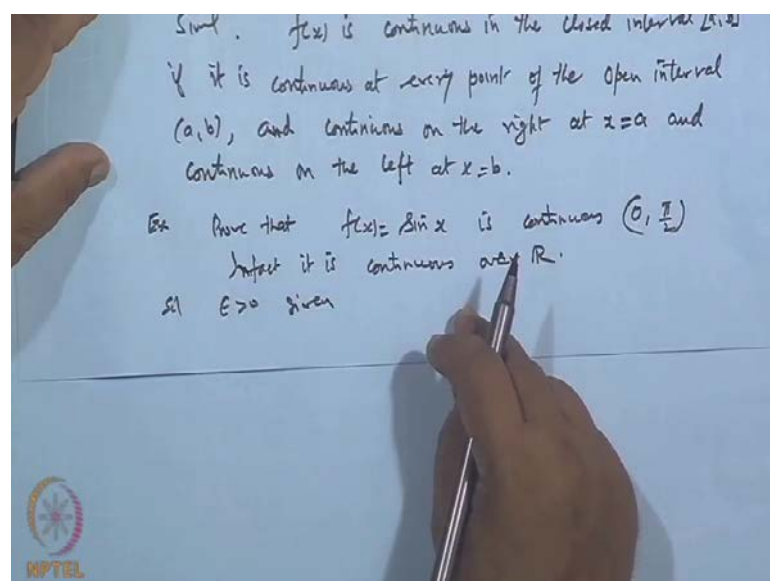 Siml. f(x) is continuous in the closed interval [a,b]
if it is continuous at every point of the open interval
(a,b), and continuous on the right at x=a and
continuous on the left at x=b.
Ex Prove that f(x)= Sin x is continuous (0, π/2)
Infact it is continuous over R.
Sol ε>0 given
NPTEL